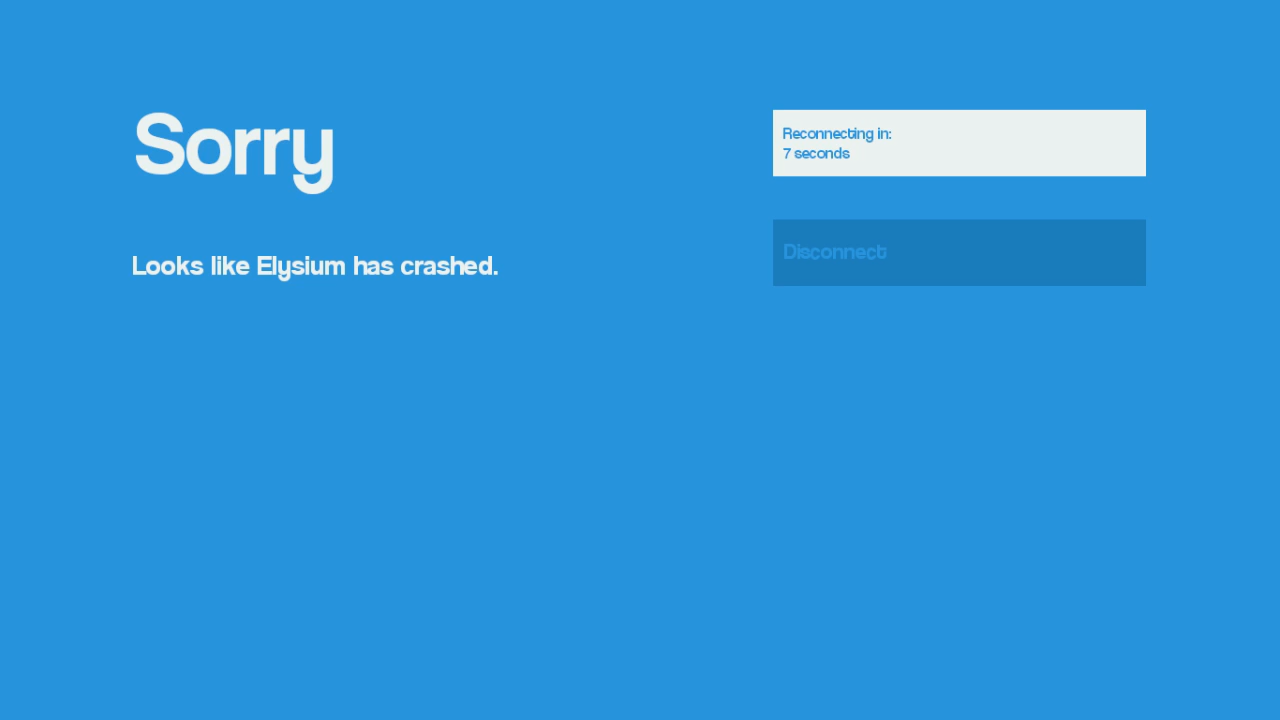 Sorry
Looks like Elysium has crashed.
Reconnecting in:
7 seconds
Disconnect